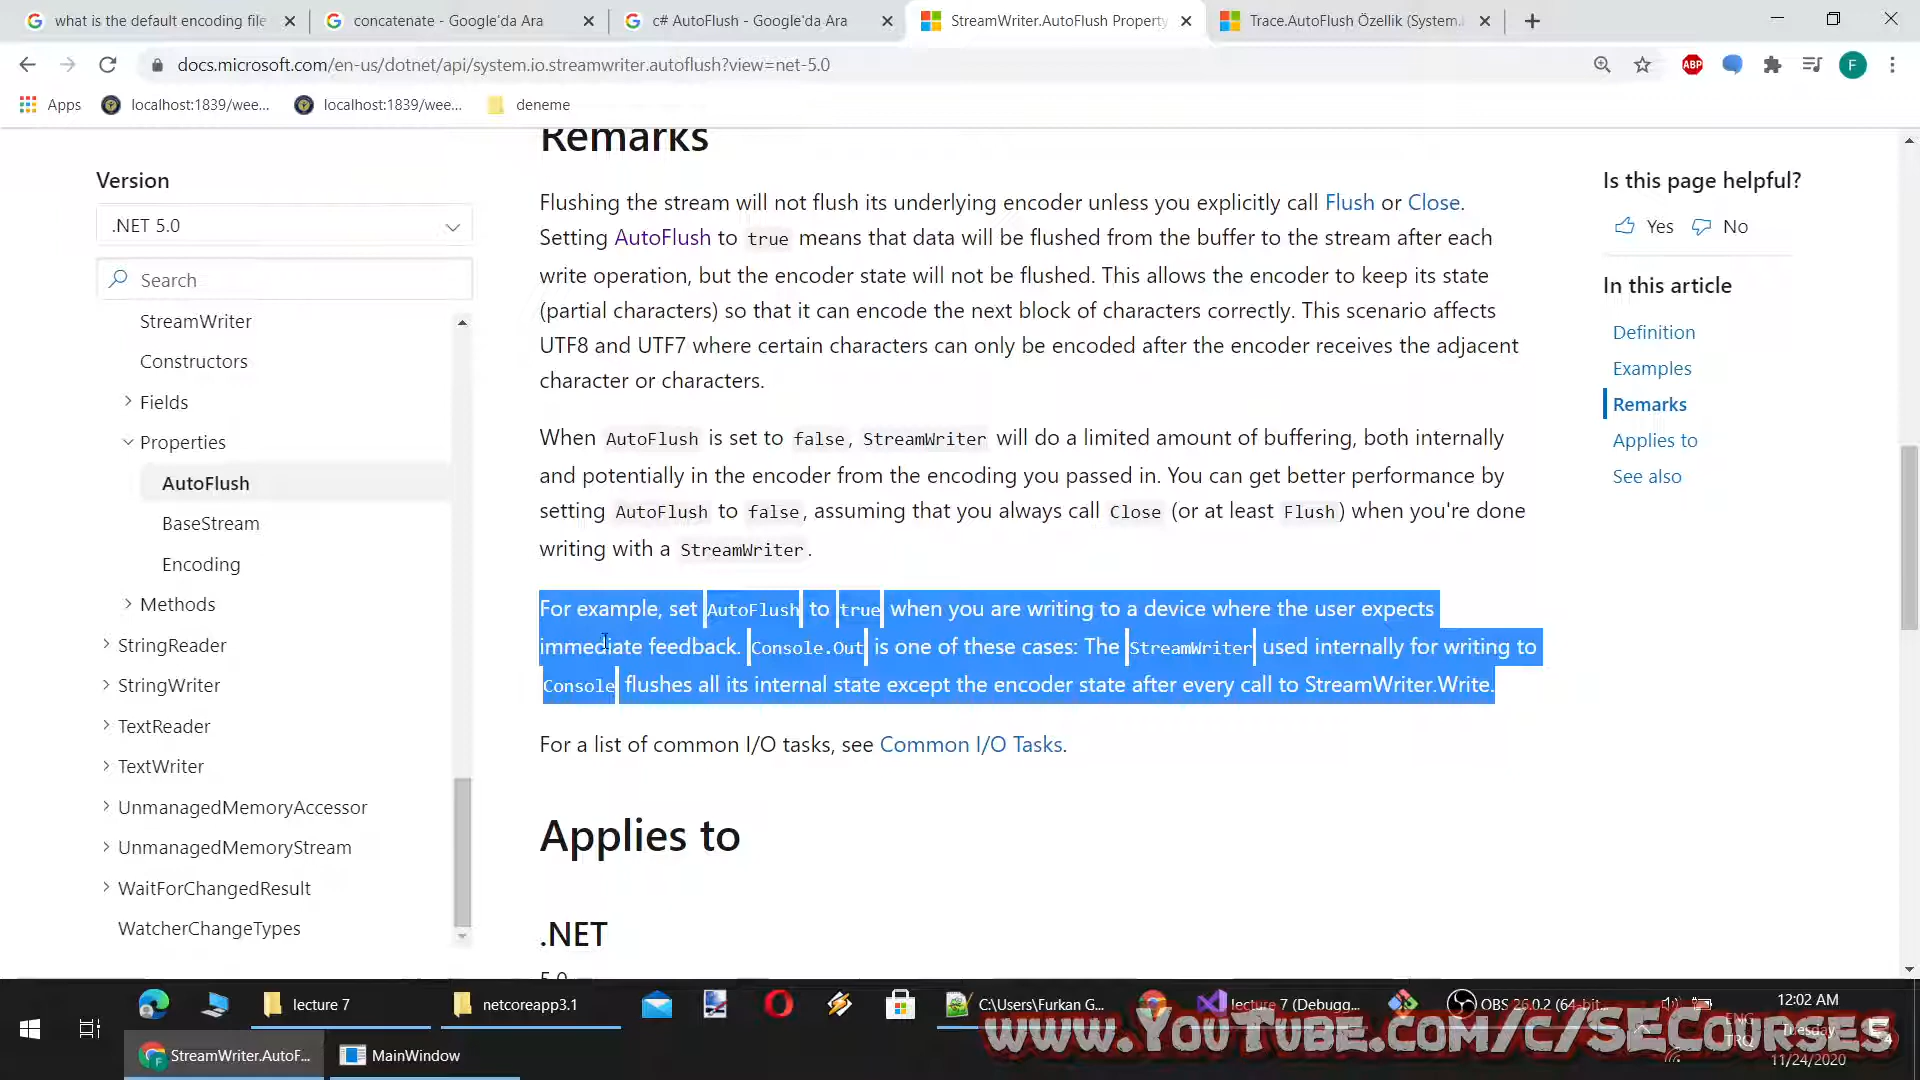 what is the default encoding file
concatenate - Google'da Ara
c# AutoFlush - Google'da Ara
StreamWriter.AutoFlush Property
Trace.AutoFlush Özellik (System.
docs.microsoft.com/en-us/dotnet/api/system.io.streamwriter.autoflush?view=net-5.0
ABP
F
Apps
localhost:1839/wee...
localhost:1839/wee...
deneme
Remarks
Version
.NET 5.0
Search
StreamWriter
Constructors
Fields
Properties
AutoFlush
BaseStream
Encoding
Methods
StringReader
StringWriter
TextReader
TextWriter
UnmanagedMemoryAccessor
UnmanagedMemoryStream
WaitForChangedResult
WatcherChangeTypes
Flushing the stream will not flush its underlying encoder unless you explicitly call Flush or Close.
Setting AutoFlush to true means that data will be flushed from the buffer to the stream after each
write operation, but the encoder state will not be flushed. This allows the encoder to keep its state
(partial characters) so that it can encode the next block of characters correctly. This scenario affects
UTF8 and UTF7 where certain characters can only be encoded after the encoder receives the adjacent
character or characters.
When AutoFlush is set to false, StreamWriter will do a limited amount of buffering, both internally
and potentially in the encoder from the encoding you passed in. You can get better performance by
setting AutoFlush to false, assuming that you always call Close (or at least Flush) when you're done
writing with a StreamWriter.
For example, set AutoFlush to true when you are writing to a device where the user expects
immediate feedback. Console.Out is one of these cases: The StreamWriter used internally for writing to
Console flushes all its internal state except the encoder state after every call to StreamWriter.Write.
For a list of common I/O tasks, see Common I/O Tasks.
Applies to
.NET
5.0
Is this page helpful?
Yes
No
In this article
Definition
Examples
Remarks
Applies to
See also
lecture 7
netcoreapp3.1
C:\Users\Furkan G...
lecture 7 (Debugg...
OBS 26.0.2 (64-bit...
12:02 AM
ENG
Tuesday
TRQ
11/24/2020
4
StreamWriter.AutoF...
MainWindow
www.YouTube.com/c/SECourses